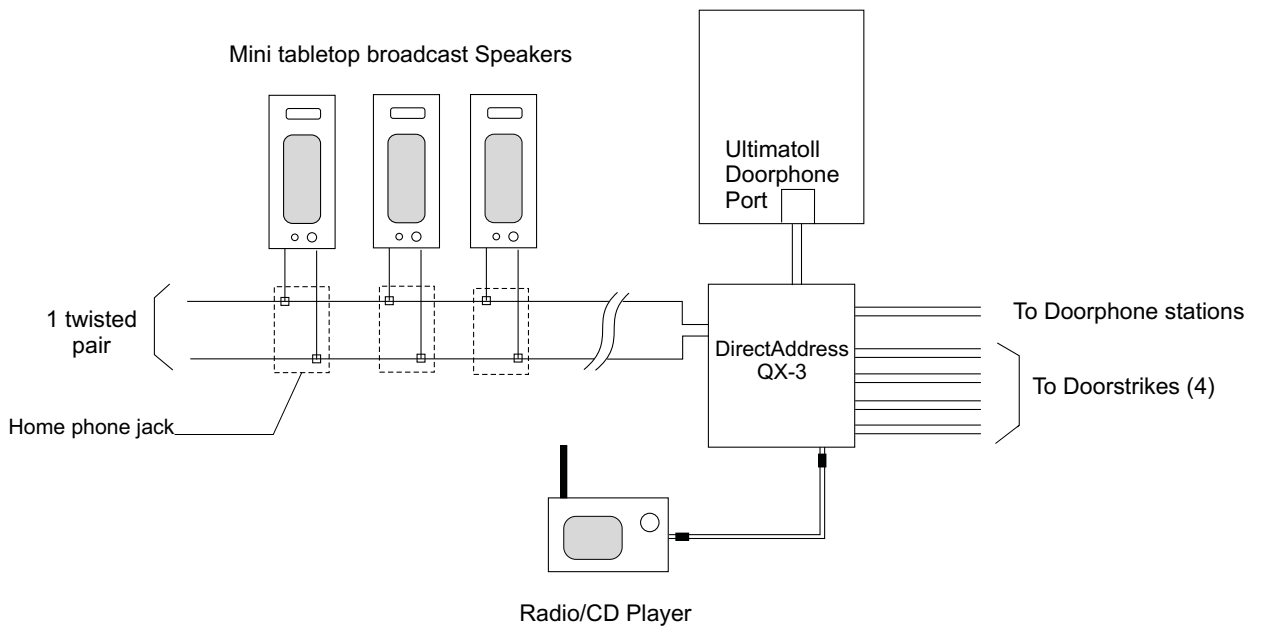 Mini tabletop broadcast Speakers
Ultimatoll
Doorphone
Port
1 twisted
pair
DirectAddress
QX-3
To Doorphone stations
To Doorstrikes (4)
Home phone jack
Radio/CD Player